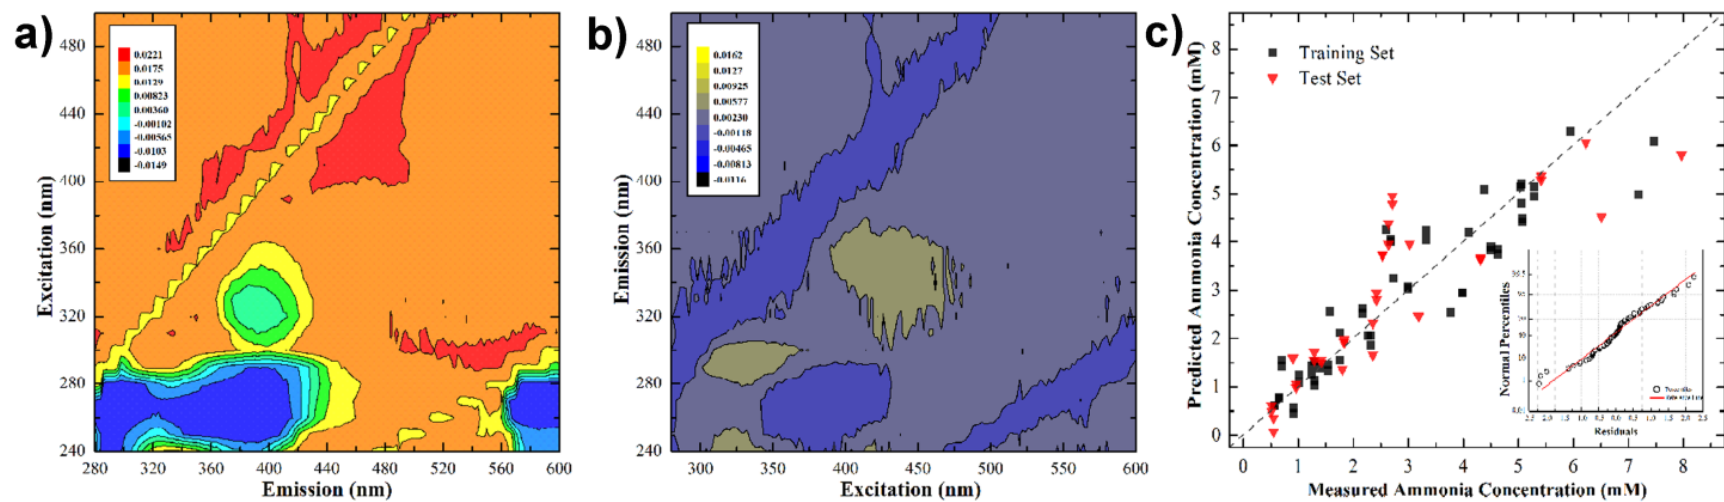 a)
0.0221
0.0175
0.0129
0.00823
0.00360
-0.00102
-0.00565
-0.0103
-0.0149
480
440
400
360
320
280
240
Excitation (nm)
280 320 360 400 440 480 520 560 600
Emission (nm)
b)
0.0162
0.0127
0.00925
0.00577
0.00230
-0.00118
-0.00465
-0.00813
-0.0116
480
440
400
360
320
280
240
Emission (nm)
300 350 400 450 500 550 600
Excitation (nm)
c)
Training Set
Test Set
8
7
6
5
4
3
2
1
0
Predicted Ammonia Concentration (mM)
0 1 2 3 4 5 6 7 8
Measured Ammonia Concentration (mM)
Normal Percentiles
Residuals